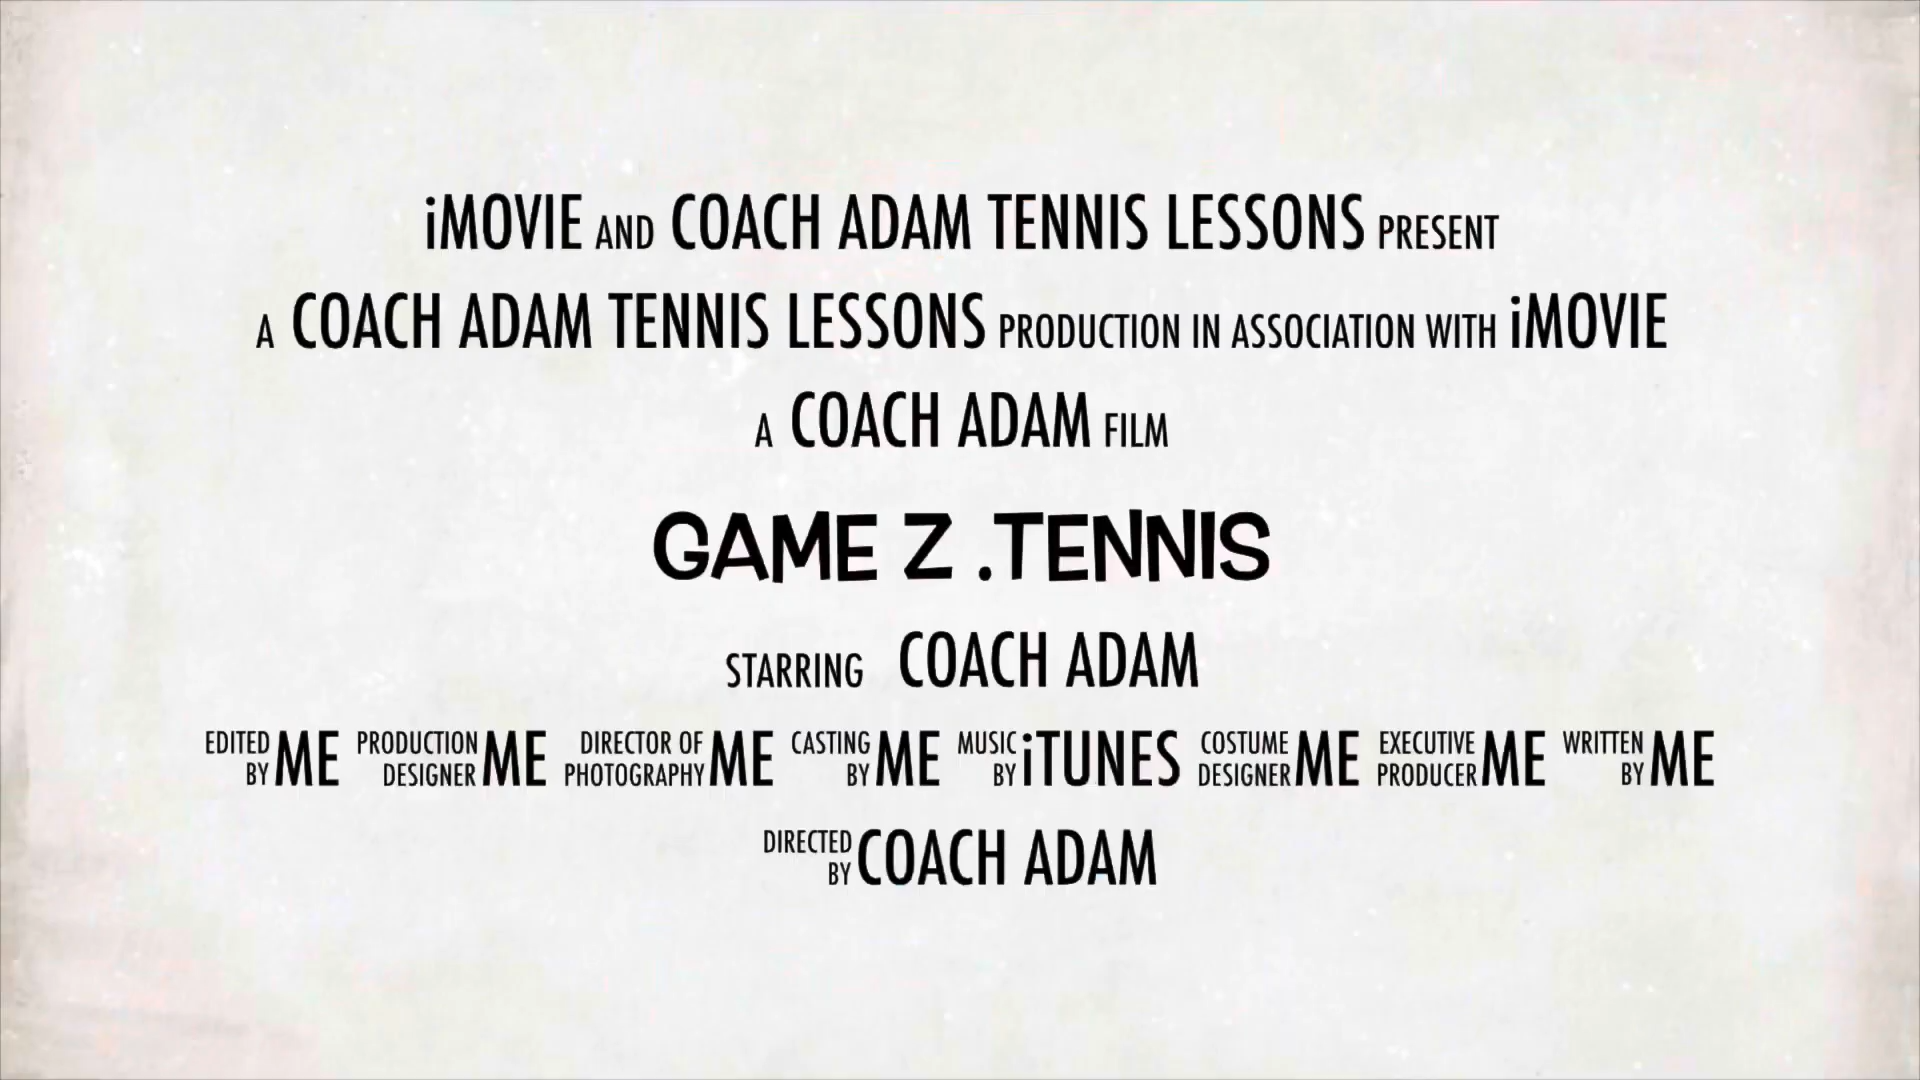 iMOVIE AND COACH ADAM TENNIS LESSONS PRESENT
A COACH ADAM TENNIS LESSONS PRODUCTION IN ASSOCIATION WITH iMOVIE
A COACH ADAM FILM
GAME Z .TENNIS
STARRING COACH ADAM
EDITED BY ME PRODUCTION DESIGNER ME DIRECTOR OF PHOTOGRAPHY ME CASTING BY ME MUSIC BY iTUNES COSTUME DESIGNER ME EXECUTIVE PRODUCER ME WRITTEN BY ME
DIRECTED BY COACH ADAM